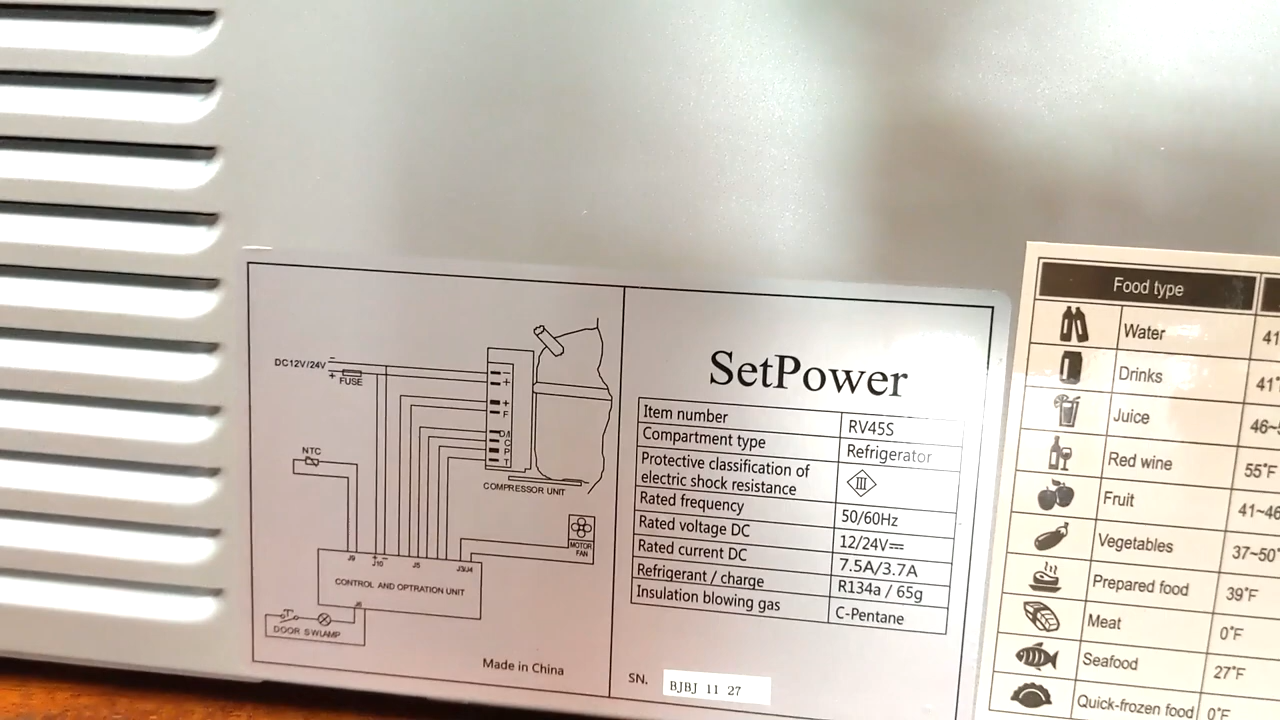 DC12V/24V
−
+
FUSE
−
+
+
F
D/I
C
P
T
NTC
COMPRESSOR UNIT
MOTOR
FAN
J9
+ −
J10
J5
J3/J4
CONTROL AND OPTRATION UNIT
J6
DOOR SW\LAMP
Made in China
SetPower
Item number RV45S
Compartment type Refrigerator
Protective classification of
electric shock resistance III
Rated frequency 50/60Hz
Rated voltage DC 12/24V⎓
Rated current DC 7.5A/3.7A
Refrigerant / charge R134a / 65g
Insulation blowing gas C-Pentane
SN. BJBJ 11 27
Food type
Water
Drinks
Juice
Red wine 55°F
Fruit
Vegetables
Prepared food 39°F
Meat 0°F
Seafood 27°F
Quick-frozen food 0°F